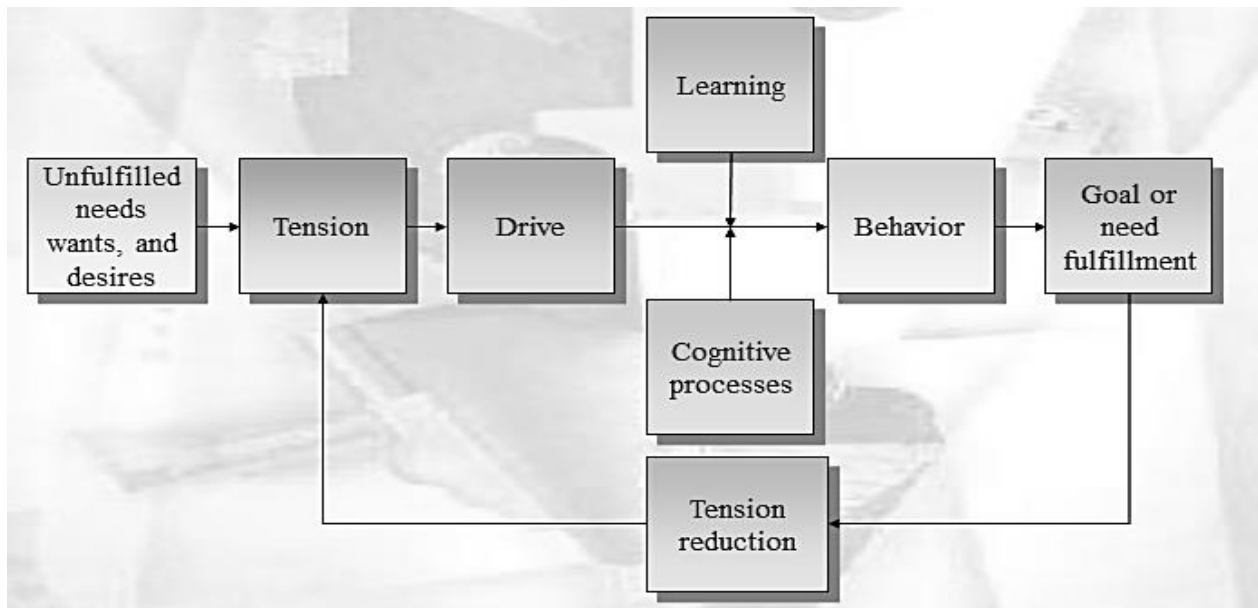 Learning
Unfulfilled
needs
wants, and
desires
Tension
Drive
Behavior
Goal or
need
fulfillment
Cognitive
processes
Tension
reduction